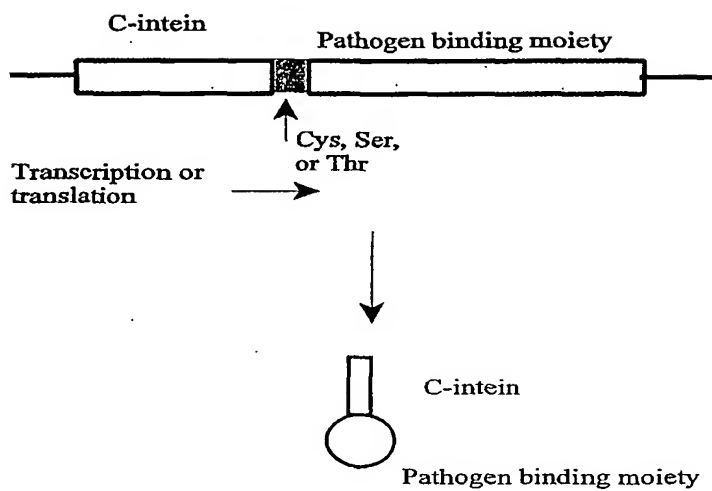 C-intein
Pathogen binding moiety
Cys, Ser,
or Thr
Transcription or
translation
C-intein
Pathogen binding moiety